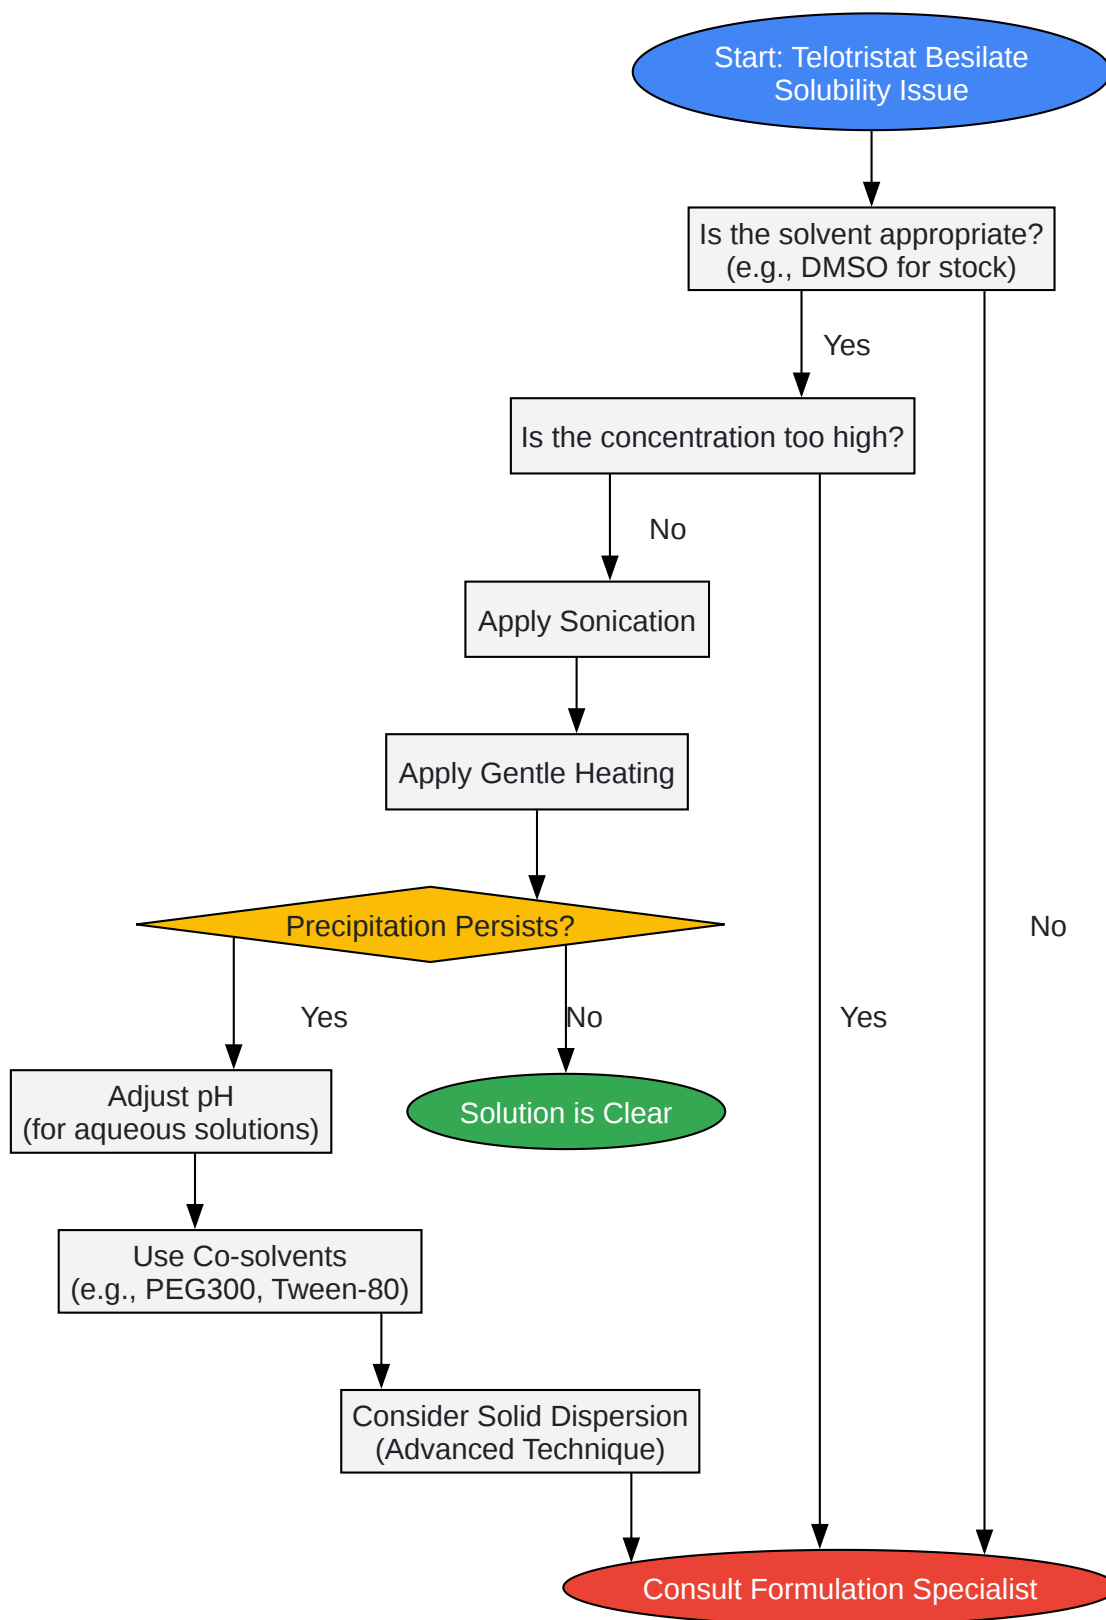 Start: Telotristat Besilate
Solubility Issue
Is the solvent appropriate?
(e.g., DMSO for stock)
Yes
Is the concentration too high?
No
Apply Sonication
Apply Gentle Heating
Precipitation Persists?
No
Yes
No
Yes
Adjust pH
(for aqueous solutions)
Solution is Clear
Use Co-solvents
(e.g., PEG300, Tween-80)
Consider Solid Dispersion
(Advanced Technique)
Consult Formulation Specialist